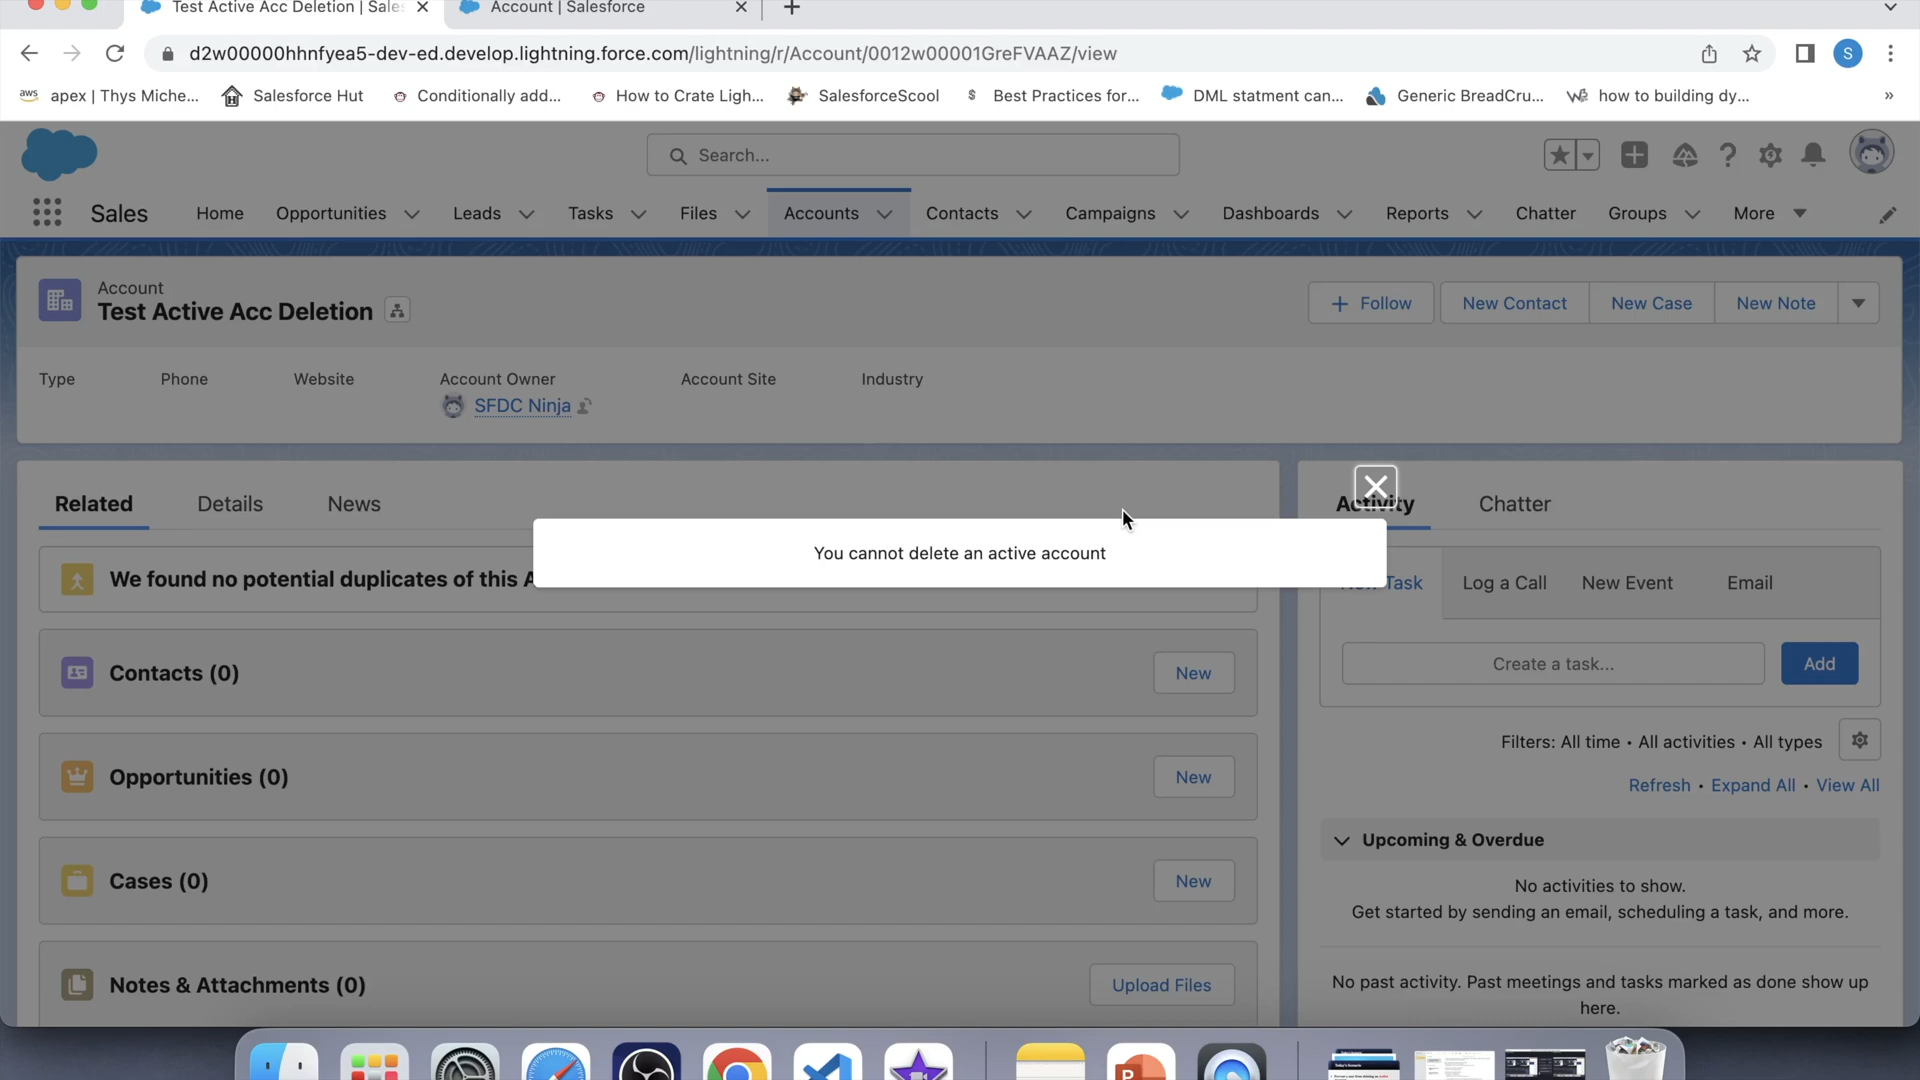 Test Active Acc Deletion | Sales
Account | Salesforce
d2w00000hhnfyea5-dev-ed.develop.lightning.force.com/lightning/r/Account/0012w00001GreFVAAZ/view
S
aws apex | Thys Miche...
Salesforce Hut
Conditionally add...
How to Crate Ligh...
SalesforceScool
Best Practices for...
DML statment can...
Generic BreadCru...
how to building dy...
»
Search...
Sales
Home
Opportunities
Leads
Tasks
Files
Accounts
Contacts
Campaigns
Dashboards
Reports
Chatter
Groups
More
Account
Test Active Acc Deletion
+ Follow
New Contact
New Case
New Note
Type
Phone
Website
Account Owner
Account Site
Industry
SFDC Ninja
Related
Details
News
Activity
Chatter
You cannot delete an active account
We found no potential duplicates of this
Task
Log a Call
New Event
Email
Create a task...
Add
Contacts (0)
New
Filters: All time • All activities • All types
Opportunities (0)
New
Refresh • Expand All • View All
Upcoming & Overdue
Cases (0)
New
No activities to show.
Get started by sending an email, scheduling a task, and more.
Notes & Attachments (0)
Upload Files
No past activity. Past meetings and tasks marked as done show up
here.
P